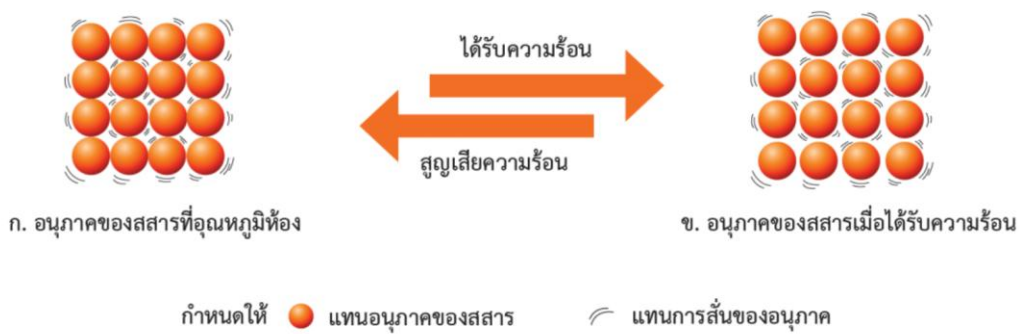 ได้รับความร้อน
สูญเสียความร้อน
ก. อนุภาคของสสารที่อุณหภูมิห้อง
ข. อนุภาคของสสารเมื่อได้รับความร้อน
กำหนดให้ แทนอนุภาคของสสาร แทนการสั่นของอนุภาค